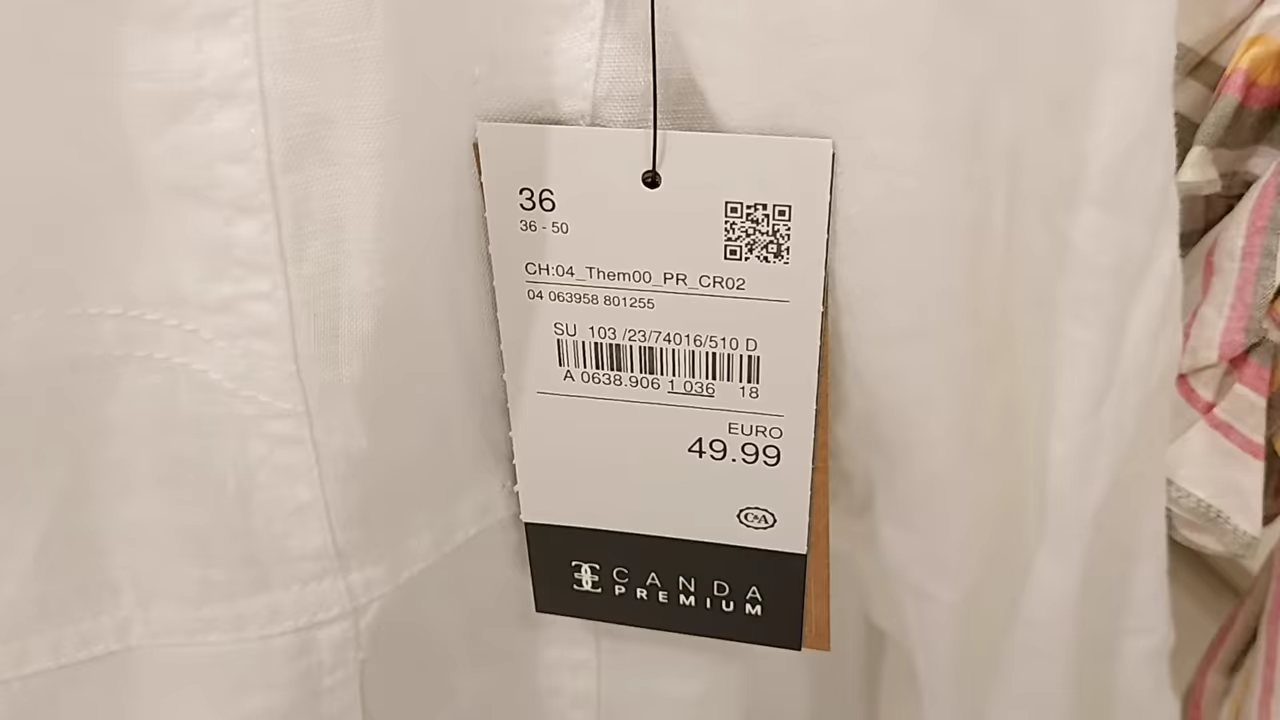 36
36 - 50
CH:04_Them00_PR_CR02
04 063958 801255
SU 103 /23/74016/510 D
A 0638.906 1 036 18
EURO
49.99
C&A
CANDA
PREMIUM